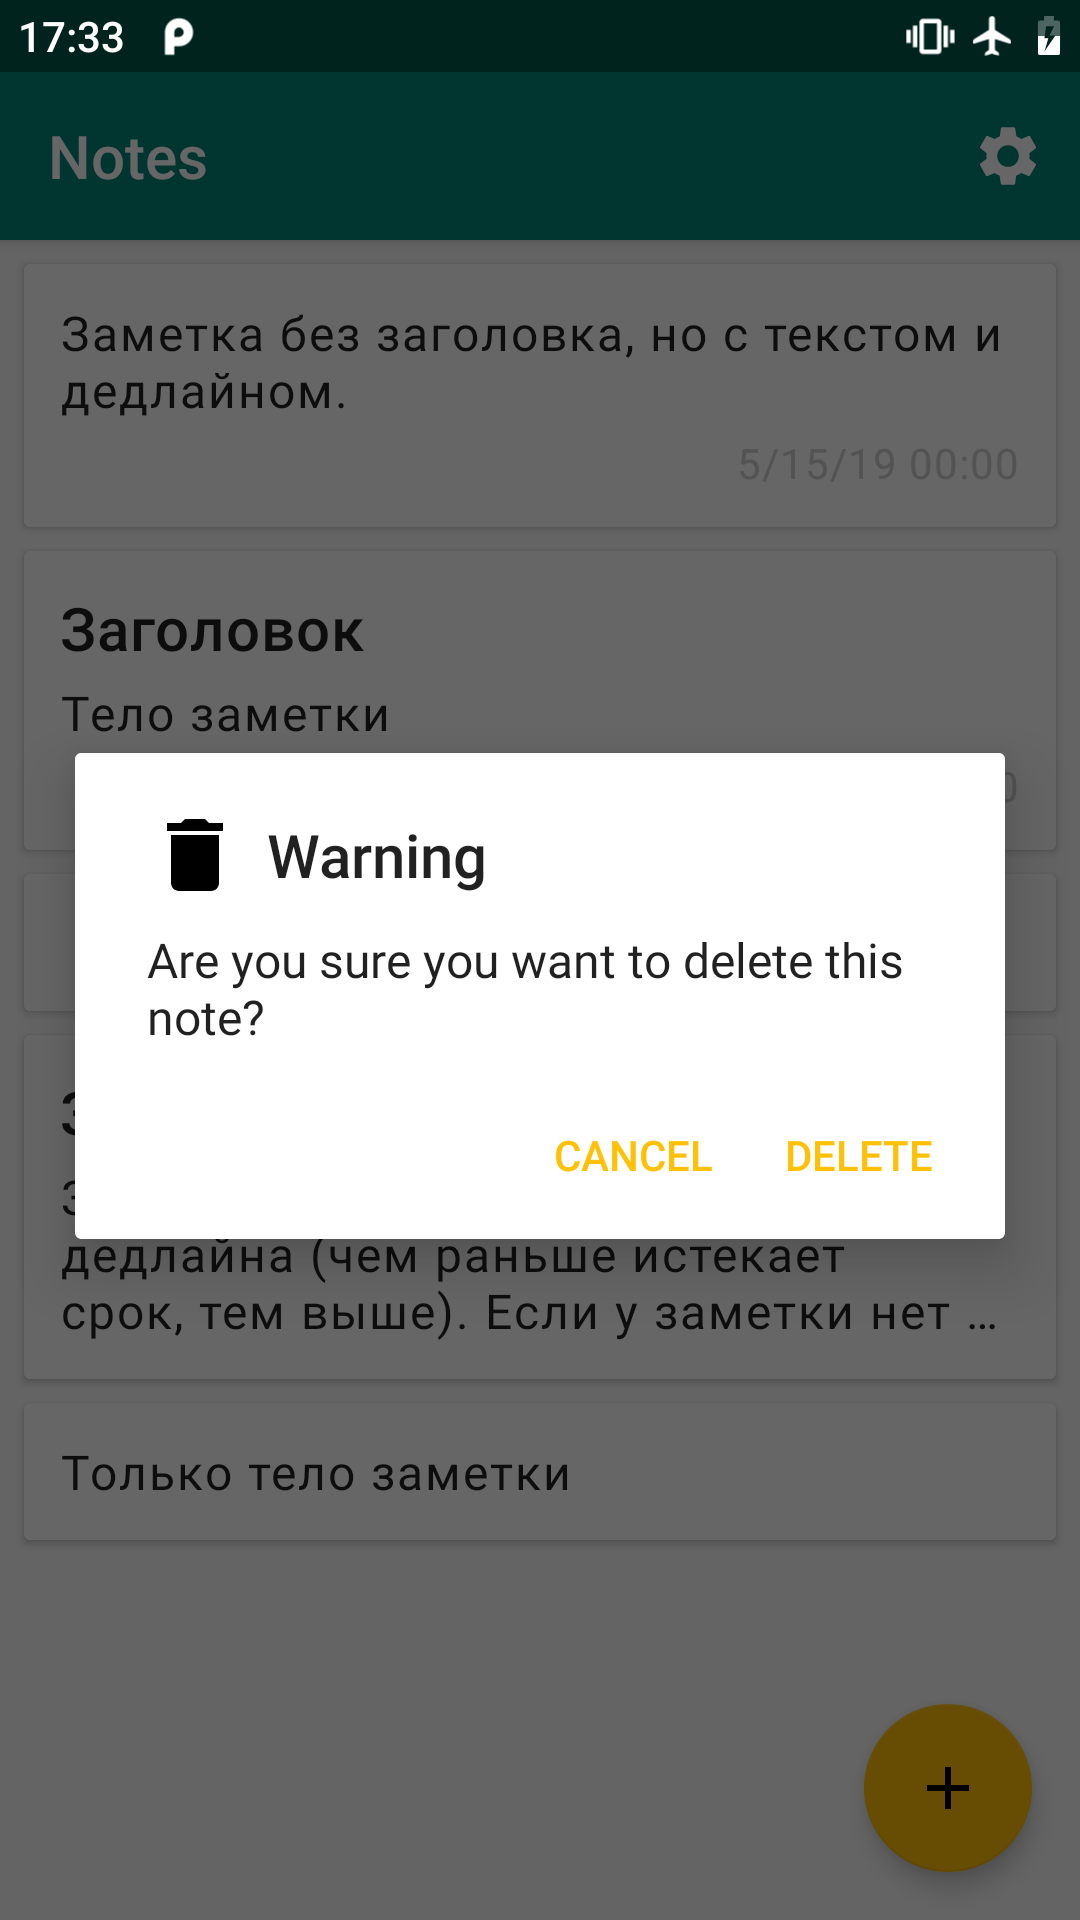 17:33
Notes
Заметка без заголовка, но с текстом и
дедлайном.
5/15/19 00:00
Заголовок
Тело заметки
Warning
Are you sure you want to delete this
note?
CANCEL DELETE
дедлайна (чем раньше истекает
срок, тем выше). Если у заметки нет ...
Только тело заметки